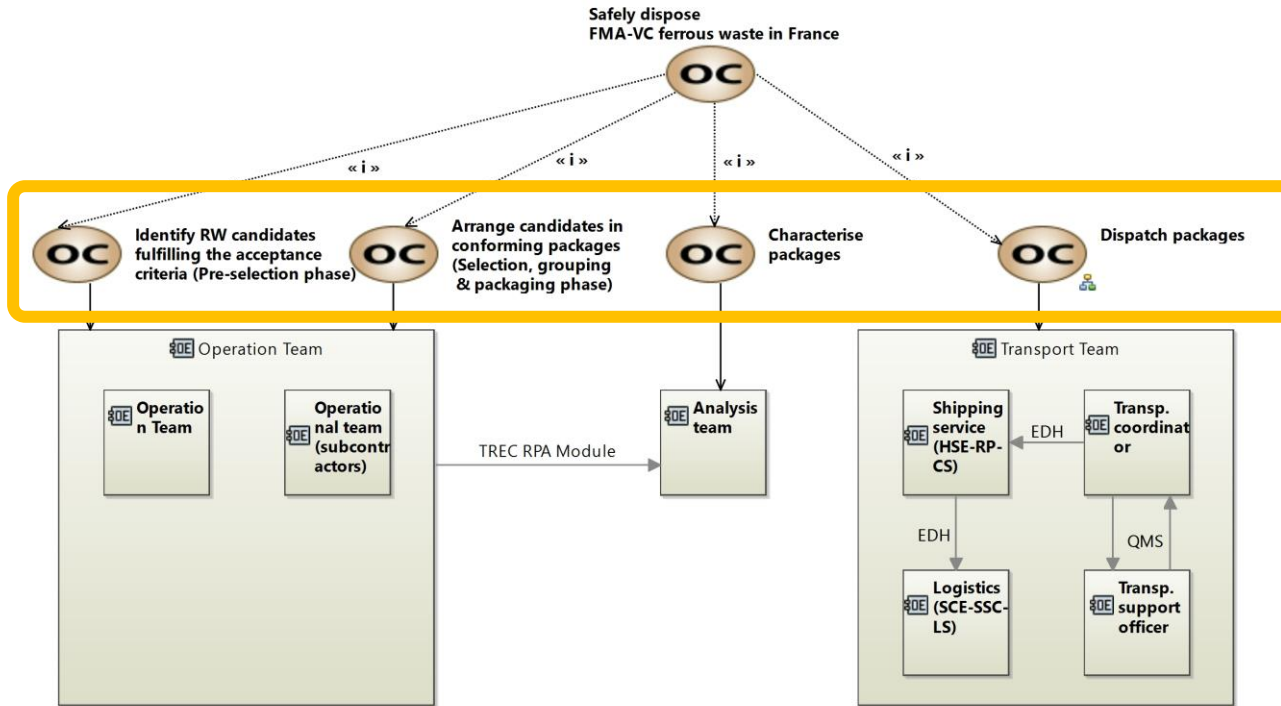 Safely dispose
FMA-VC ferrous waste in France
OC
« i »
« i »
« i »
« i »
OC
Identify RW candidates
fulfilling the acceptance
criteria (Pre-selection phase)
OC
Arrange candidates in
conforming packages
(Selection, grouping
& packaging phase)
OC
Characterise
packages
OC
Dispatch packages
OE Operation Team
OE Transport Team
OE Operatio
n Team
OE Operatio
nal team
(subcontr
actors)
TREC RPA Module
OE Analysis
team
OE Shipping
service
(HSE-RP-
CS)
EDH
OE Transp.
coordinat
or
EDH
QMS
OE Logistics
(SCE-SSC-
LS)
OE Transp.
support
officer